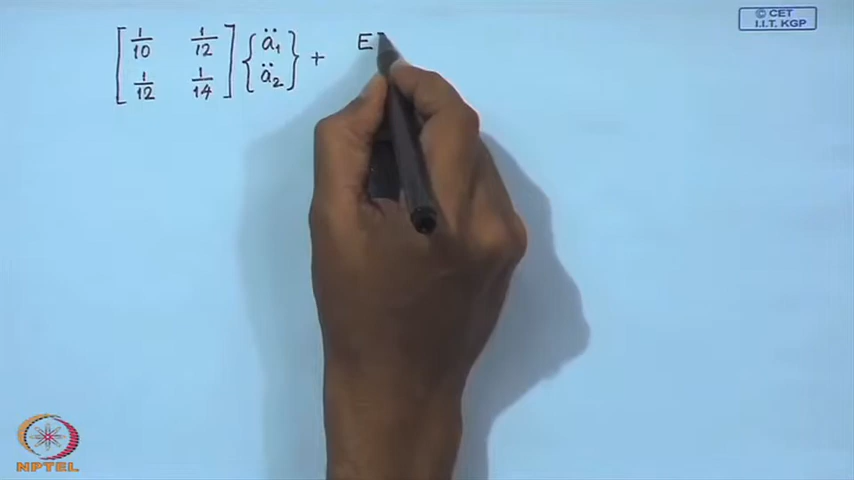 © CET
I.I.T. KGP
[ 1/10 1/12 ; 1/12 1/14 ] { ä₁ ; ä₂ } + E
NPTEL